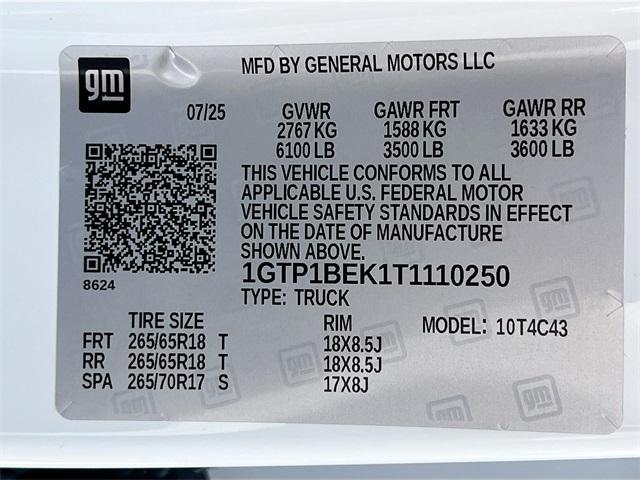 gm
MFD BY GENERAL MOTORS LLC
07/25 GVWR GAWR FRT GAWR RR
2767 KG 1588 KG 1633 KG
6100 LB 3500 LB 3600 LB
THIS VEHICLE CONFORMS TO ALL
APPLICABLE U.S. FEDERAL MOTOR
VEHICLE SAFETY STANDARDS IN EFFECT
ON THE DATE OF MANUFACTURE
SHOWN ABOVE.
8624
1GTP1BEK1T1110250
TYPE: TRUCK
TIRE SIZE RIM MODEL: 10T4C43
FRT 265/65R18 T 18X8.5J
RR 265/65R18 T 18X8.5J
SPA 265/70R17 S 17X8J